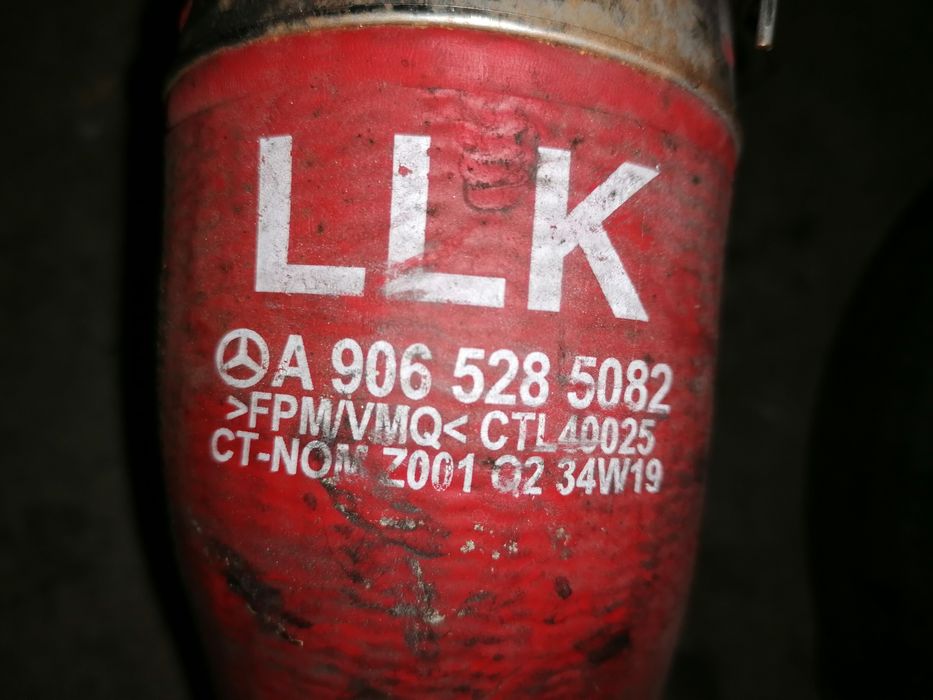 LLK
A 906 528 5082
>FPM/VMQ< CTL40025
CT-NOM Z001 Q2 34W19